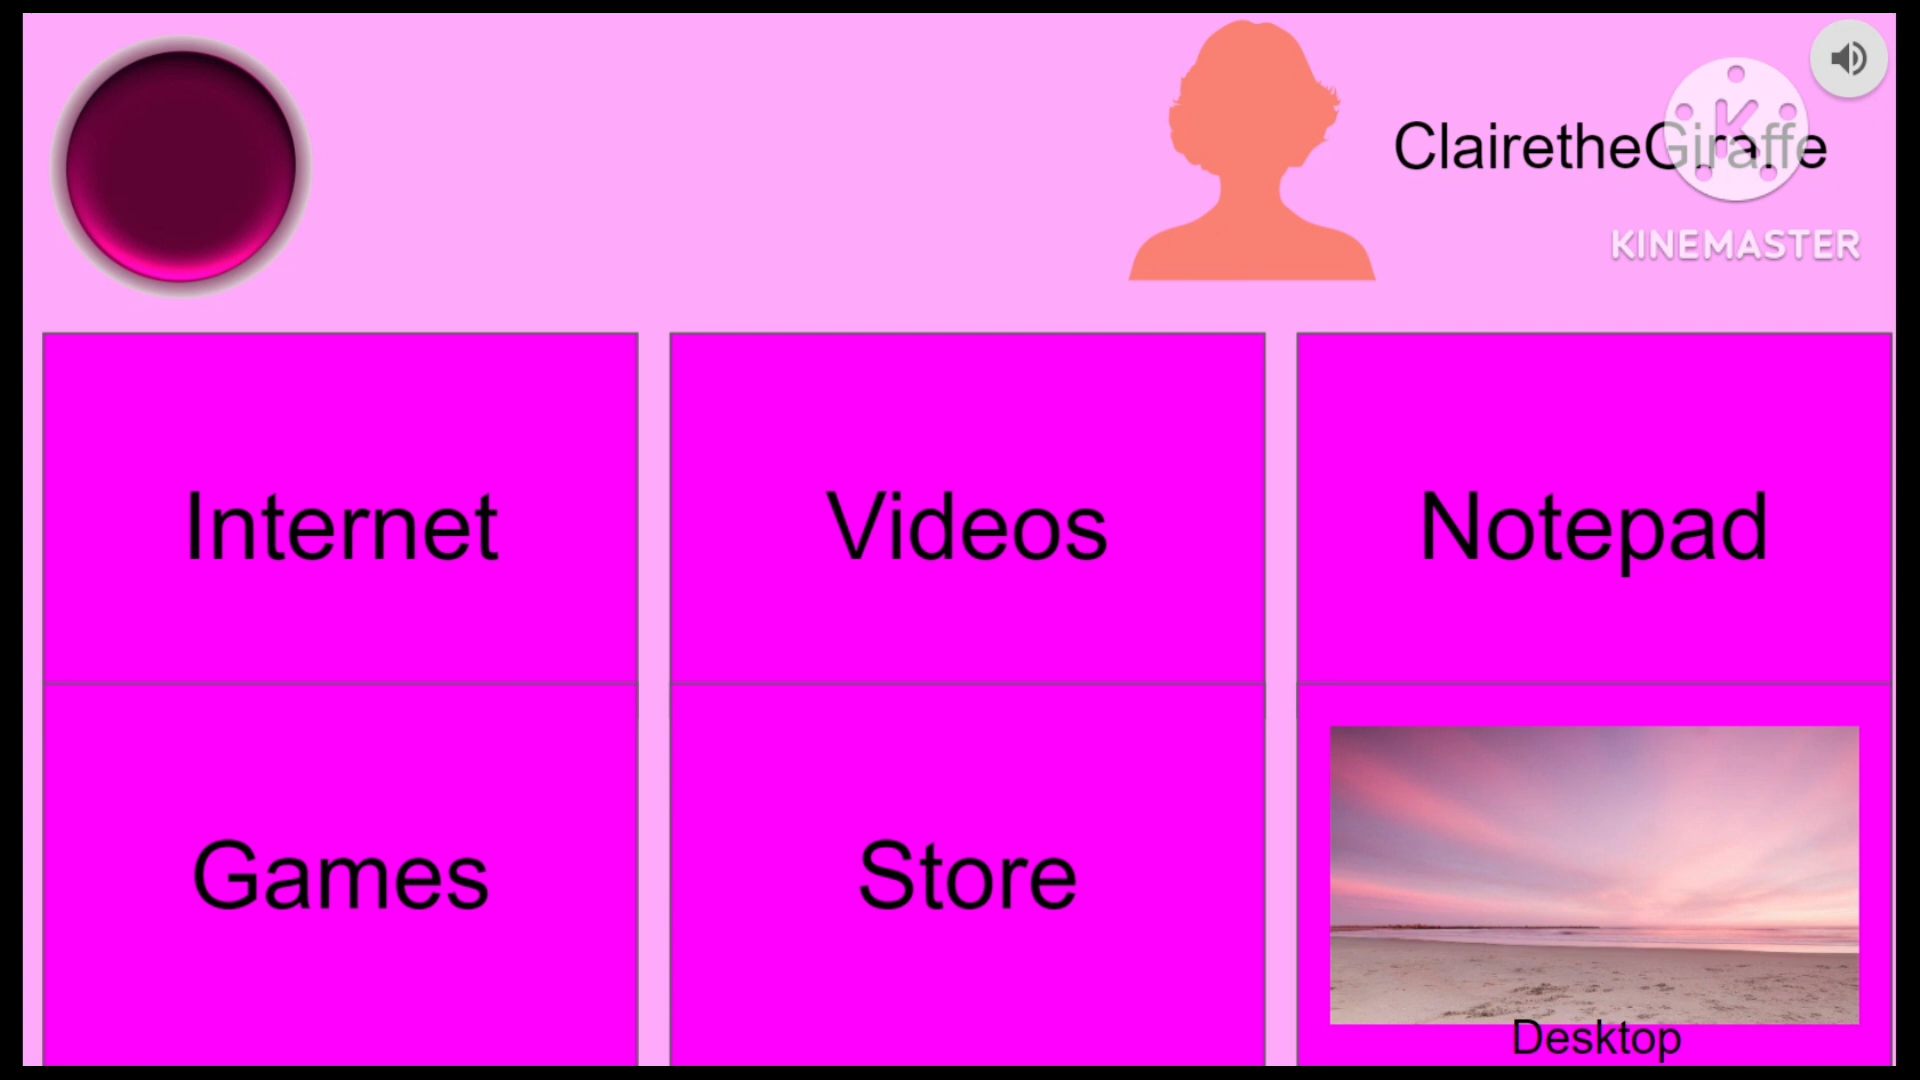 ClairetheGiraffe
K
KINEMASTER
Internet
Videos
Notepad
Games
Store
Desktop